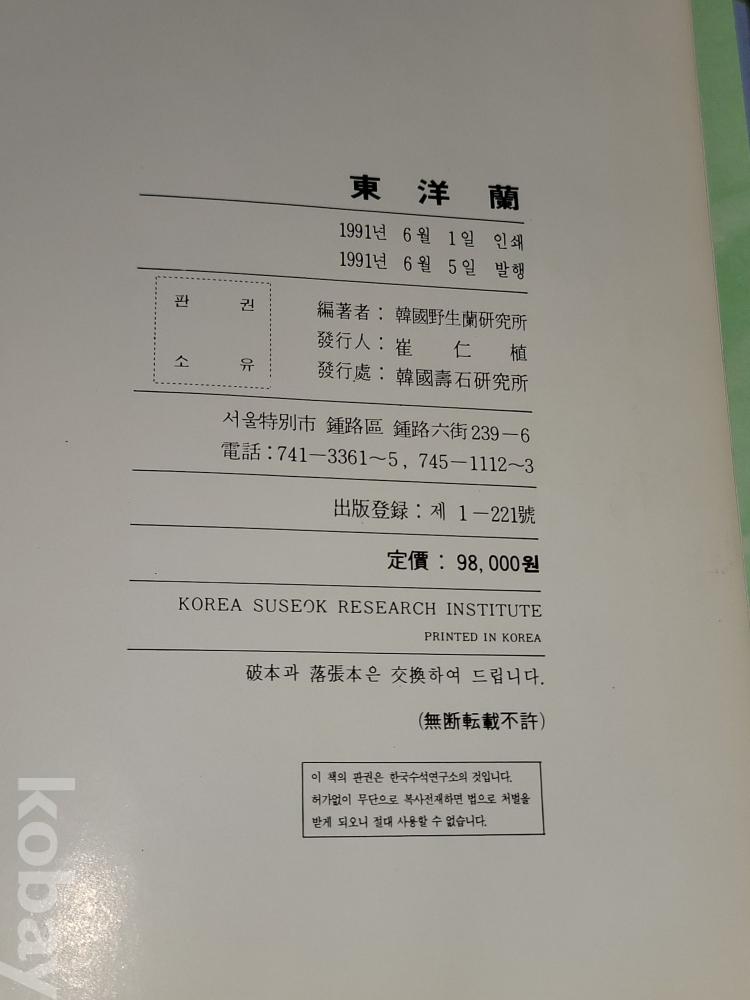 東 洋 蘭
1991년 6월 1일 인쇄
1991년 6월 5일 발행
판 권
소 유
編著者 : 韓國野生蘭研究所
發行人 : 崔 仁 植
發行處 : 韓國壽石研究所
서울特別市 鍾路區 鍾路六街 239-6
電話 : 741-3361~5, 745-1112~3
出版登録 : 제 1-221號
定價 : 98,000원
KOREA SUSEOK RESEARCH INSTITUTE
PRINTED IN KOREA
破本과 落張本은 交換하여 드립니다.
(無断転載不許)
이 책의 판권은 한국수석연구소의 것입니다.
허가없이 무단으로 복사전재하면 법으로 처벌을
받게 되오니 절대 사용할 수 없습니다.
kobay